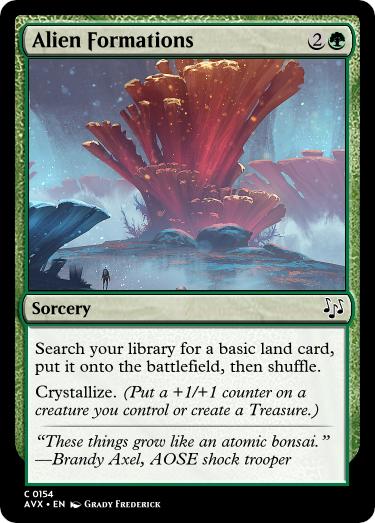 Alien Formations 2
Sorcery
Search your library for a basic land card,
put it onto the battlefield, then shuffle.
Crystallize. (Put a +1/+1 counter on a
creature you control or create a Treasure.)
“These things grow like an atomic bonsai.”
—Brandy Axel, AOSE shock trooper
C 0154
AVX • EN Grady Frederick